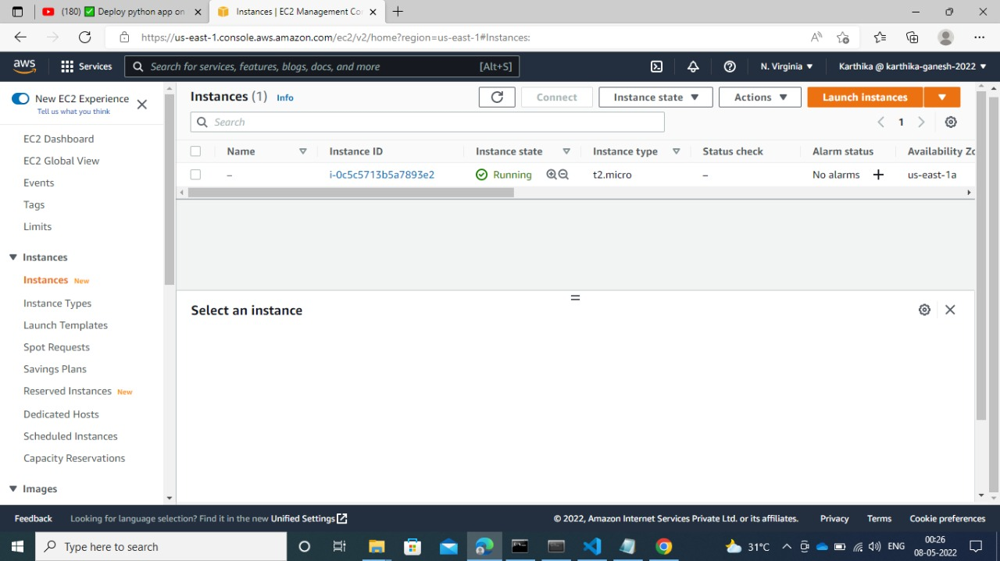 (180) ✅ Deploy python app on
Instances | EC2 Management Co
https://us-east-1.console.aws.amazon.com/ec2/v2/home?region=us-east-1#Instances:
aws
Services
Search for services, features, blogs, docs, and more
[Alt+S]
N. Virginia
Karthika @ karthika-ganesh-2022
New EC2 Experience
Tell us what you think
EC2 Dashboard
EC2 Global View
Events
Tags
Limits
Instances
Instances New
Instance Types
Launch Templates
Spot Requests
Savings Plans
Reserved Instances New
Dedicated Hosts
Scheduled Instances
Capacity Reservations
Images
Instances (1) Info
Connect
Instance state
Actions
Launch instances
Search
1
Name Instance ID Instance state Instance type Status check Alarm status Availability Zo
– i-0c5c5713b5a7893e2 Running t2.micro – No alarms + us-east-1a
Select an instance
Feedback Looking for language selection? Find it in the new Unified Settings © 2022, Amazon Internet Services Private Ltd. or its affiliates. Privacy Terms Cookie preferences
Type here to search
31°C
ENG
00:26
08-05-2022